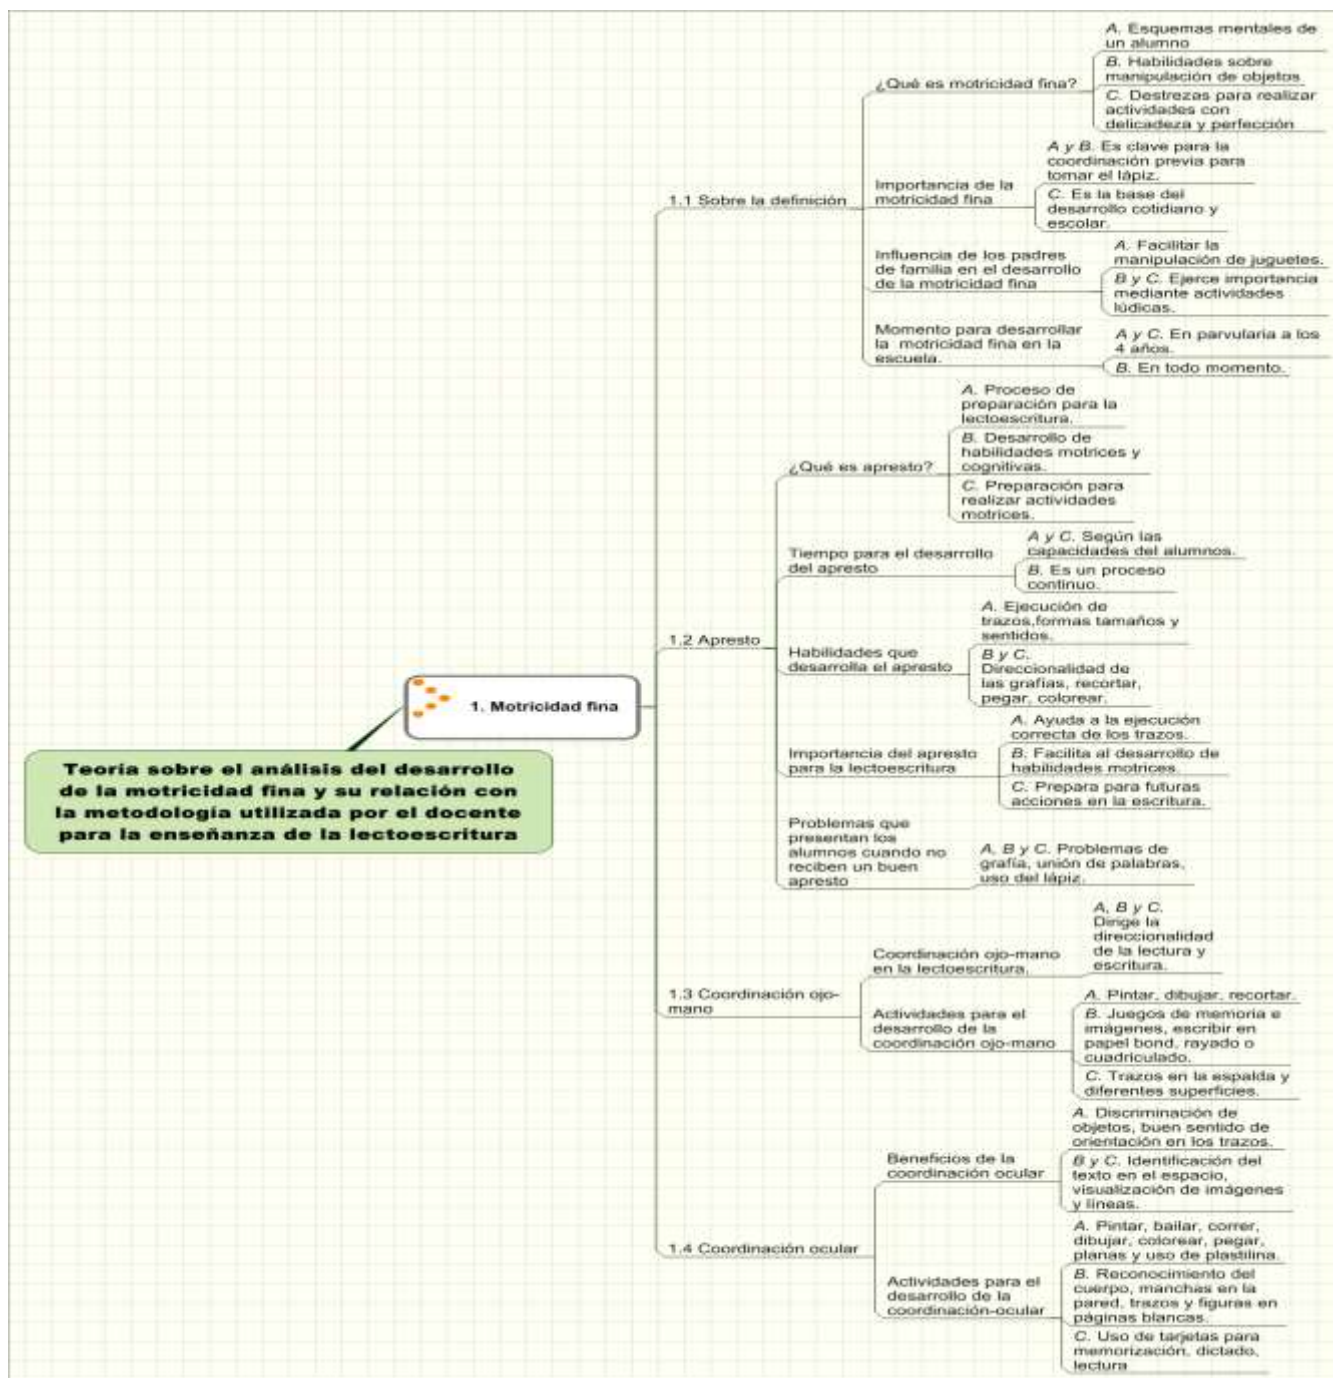 Teoría sobre el análisis del desarrollo
de la motricidad fina y su relación con
la metodología utilizada por el docente
para la enseñanza de la lectoescritura
1. Motricidad fina
1.1 Sobre la definición
¿Qué es motricidad fina?
A. Esquemas mentales de
un alumno
B. Habilidades sobre
manipulación de objetos
C. Destrezas para realizar
actividades con
delicadeza y perfección
Importancia de la
motricidad fina
A y B. Es clave para la
coordinación previa para
tomar el lápiz.
C. Es la base del
desarrollo cotidiano y
escolar.
Influencia de los padres
de familia en el desarrollo
de la motricidad fina
A. Facilitar la
manipulación de juguetes.
B y C. Ejerce importancia
mediante actividades
lúdicas.
Momento para desarrollar
la motricidad fina en la
escuela.
A y C. En parvularia a los
4 años.
B. En todo momento.
1.2 Apresto
¿Qué es apresto?
A. Proceso de
preparación para la
lectoescritura.
B. Desarrollo de
habilidades motrices y
cognitivas.
C. Preparación para
realizar actividades
motrices.
Tiempo para el desarrollo
del apresto
A y C. Según las
capacidades del alumnos.
B. Es un proceso
continuo.
Habilidades que
desarrolla el apresto
A. Ejecución de
trazos,formas tamaños y
sentidos.
B y C.
Direccionalidad de
las grafías, recortar,
pegar, colorear.
Importancia del apresto
para la lectoescritura
A. Ayuda a la ejecución
correcta de los trazos.
B. Facilita al desarrollo de
habilidades motrices.
C. Prepara para futuras
acciones en la escritura.
Problemas que
presentan los
alumnos cuando no
reciben un buen
apresto
A, B y C. Problemas de
grafía, unión de palabras,
uso del lápiz.
1.3 Coordinación ojo-
mano
Coordinación ojo-mano
en la lectoescritura.
A, B y C.
Dirige la
direccionalidad
de la lectura y
escritura.
Actividades para el
desarrollo de la
coordinación ojo-mano
A. Pintar, dibujar, recortar.
B. Juegos de memoria e
imágenes, escribir en
papel bond, rayado o
cuadriculado.
C. Trazos en la espalda y
diferentes superficies.
1.4 Coordinación ocular
Beneficios de la
coordinación ocular
A. Discriminación de
objetos, buen sentido de
orientación en los trazos.
B y C. Identificación del
texto en el espacio,
visualización de imágenes
y líneas.
Actividades para el
desarrollo de la
coordinación-ocular
A. Pintar, bailar, correr,
dibujar, colorear, pegar,
planas y uso de plastilina.
B. Reconocimiento del
cuerpo, manchas en la
pared, trazos y figuras en
páginas blancas.
C. Uso de tarjetas para
memorización, dictado,
lectura